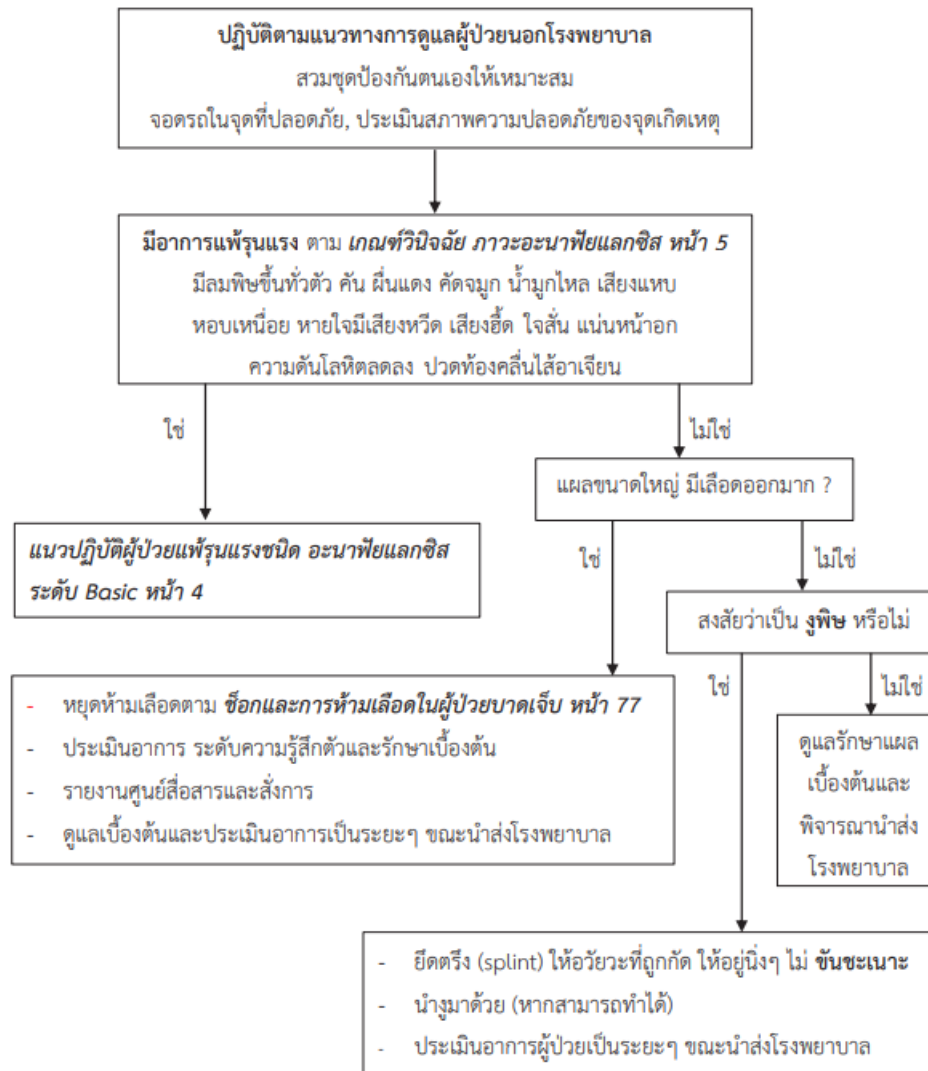 ปฏิบัติตามแนวทางการดูแลผู้ป่วยนอกโรงพยาบาล
สวมชุดป้องกันตนเองให้เหมาะสม
จอดรถในจุดที่ปลอดภัย, ประเมินสภาพความปลอดภัยของจุดเกิดเหตุ
มีอาการแพ้รุนแรง ตาม เกณฑ์วินิจฉัย ภาวะอะนาฟัยแลกซิส หน้า 5
มีลมพิษขึ้นทั่วตัว คัน ผื่นแดง คัดจมูก น้ำมูกไหล เสียงแหบ
หอบเหนื่อย หายใจมีเสียงหวีด เสียงฮื้ด ใจสั่น แน่นหน้าอก
ความดันโลหิตลดลง ปวดท้องคลื่นไส้อาเจียน
ใช่
ไม่ใช่
แผลขนาดใหญ่ มีเลือดออกมาก ?
แนวปฏิบัติผู้ป่วยแพ้รุนแรงชนิด อะนาฟัยแลกซิส
ระดับ Basic หน้า 4
ใช่
ไม่ใช่
สงสัยว่าเป็น งูพิษ หรือไม่
- หยุดห้ามเลือดตาม ช็อกและการห้ามเลือดในผู้ป่วยบาดเจ็บ หน้า 77
- ประเมินอาการ ระดับความรู้สึกตัวและรักษาเบื้องต้น
- รายงานศูนย์สื่อสารและสั่งการ
- ดูแลเบื้องต้นและประเมินอาการเป็นระยะๆ ขณะนำส่งโรงพยาบาล
ใช่
ไม่ใช่
ดูแลรักษาแผล
เบื้องต้นและ
พิจารณานำส่ง
โรงพยาบาล
- ยึดตรึง (splint) ให้อวัยวะที่ถูกกัด ให้อยู่นิ่งๆ ไม่ ขันชะเนาะ
- นำงูมาด้วย (หากสามารถทำได้)
- ประเมินอาการผู้ป่วยเป็นระยะๆ ขณะนำส่งโรงพยาบาล